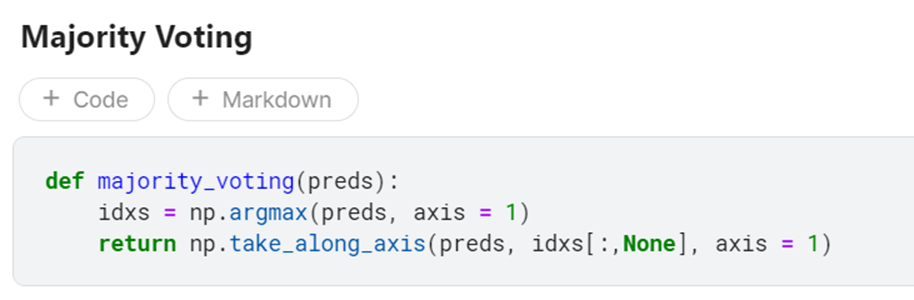 Majority Voting
+ Code + Markdown
def majority_voting(preds):
    idxs = np.argmax(preds, axis = 1)
    return np.take_along_axis(preds, idxs[:,None], axis = 1)